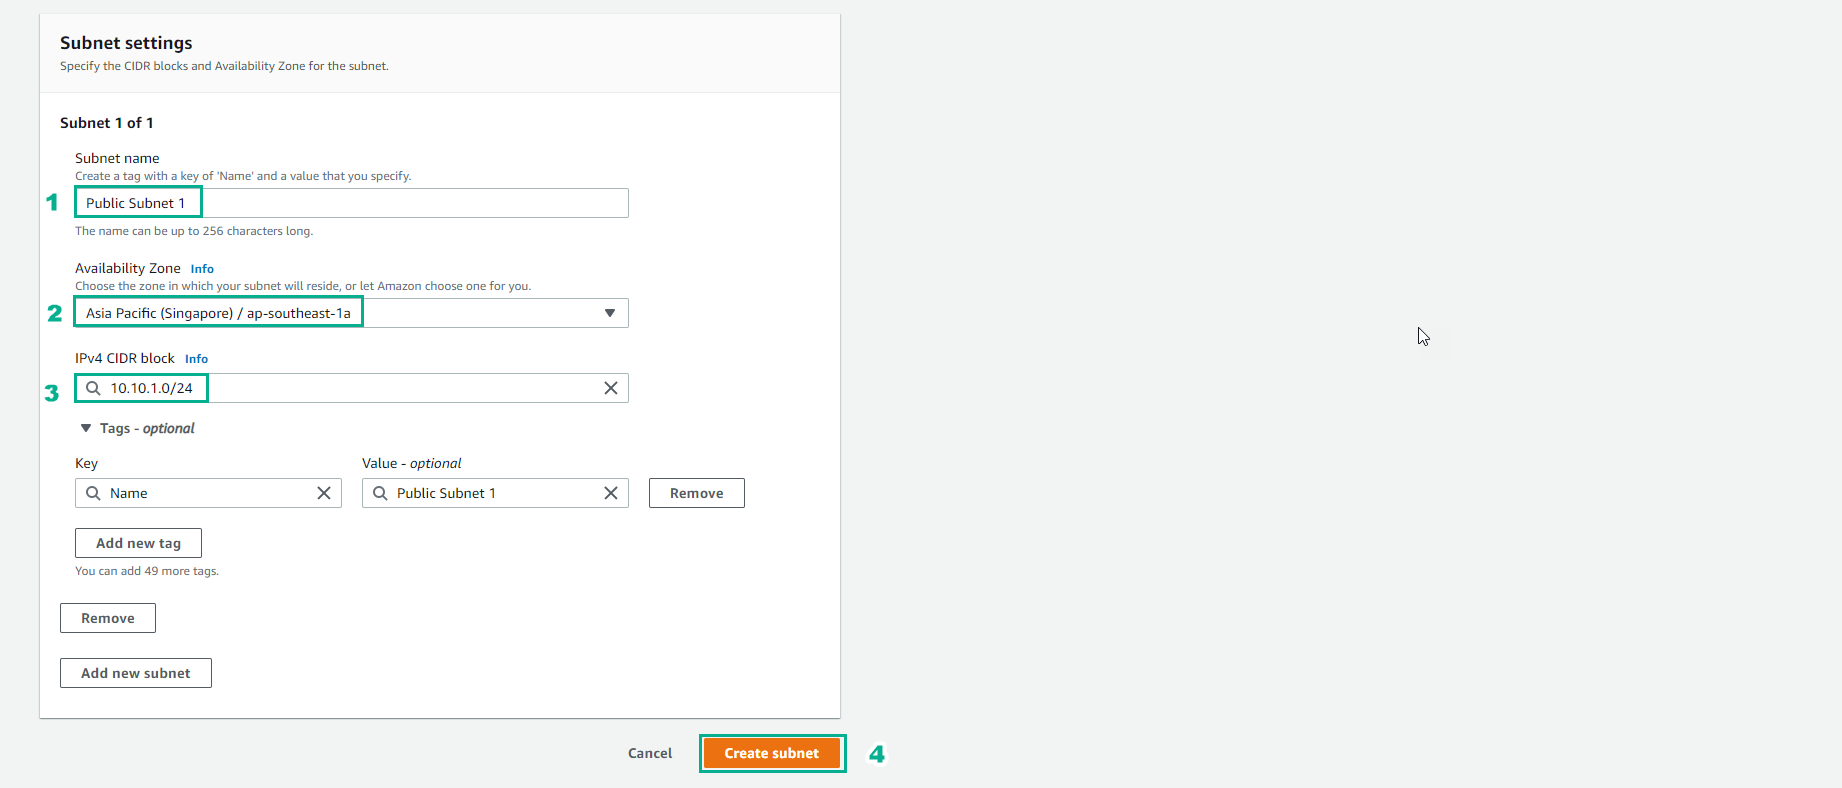 Subnet settings
Specify the CIDR blocks and Availability Zone for the subnet.
Subnet 1 of 1
Subnet name
Create a tag with a key of 'Name' and a value that you specify.
1 Public Subnet 1
The name can be up to 256 characters long.
Availability Zone Info
Choose the zone in which your subnet will reside, or let Amazon choose one for you.
2 Asia Pacific (Singapore) / ap-southeast-1a
IPv4 CIDR block Info
3 10.10.1.0/24
Tags - optional
Key Value - optional
Name Public Subnet 1 Remove
Add new tag
You can add 49 more tags.
Remove
Add new subnet
Cancel Create subnet 4